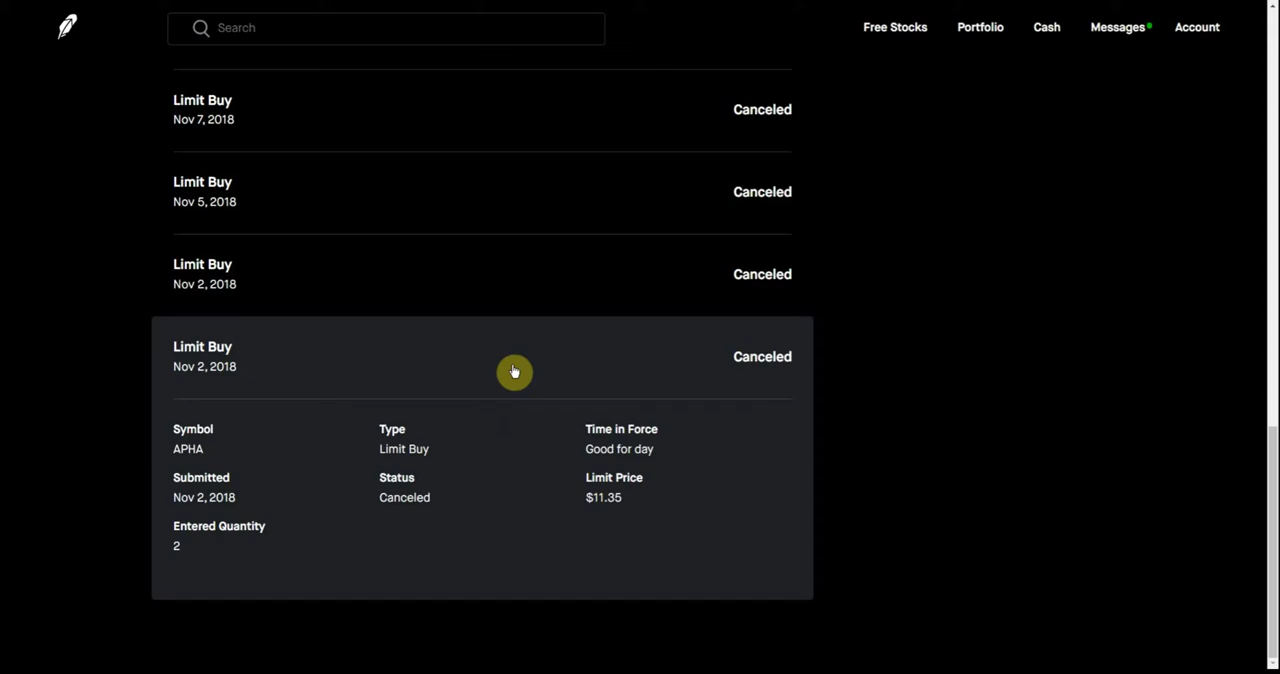 Search
Free Stocks Portfolio Cash Messages Account
Limit Buy
Nov 7, 2018
Canceled
Limit Buy
Nov 5, 2018
Canceled
Limit Buy
Nov 2, 2018
Canceled
Limit Buy
Nov 2, 2018
Canceled
Symbol Type Time in Force
APHA Limit Buy Good for day
Submitted Status Limit Price
Nov 2, 2018 Canceled $11.35
Entered Quantity
2